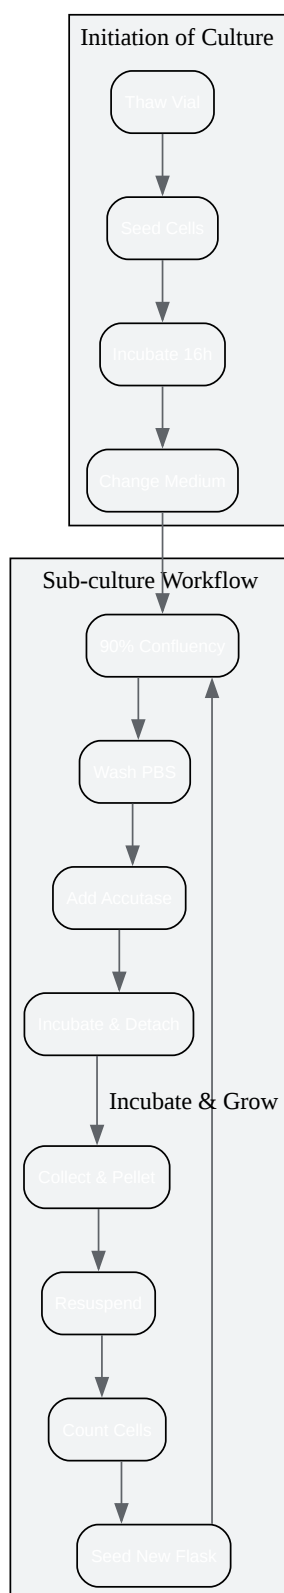 Initiation of Culture
Thaw Vial
Seed Cells
Incubate 16h
Change Medium
Sub-culture Workflow
90% Confluency
Wash PBS
Add Accutase
Incubate & Detach
Incubate & Grow
Collect & Pellet
Resuspend
Count Cells
Seed New Flask